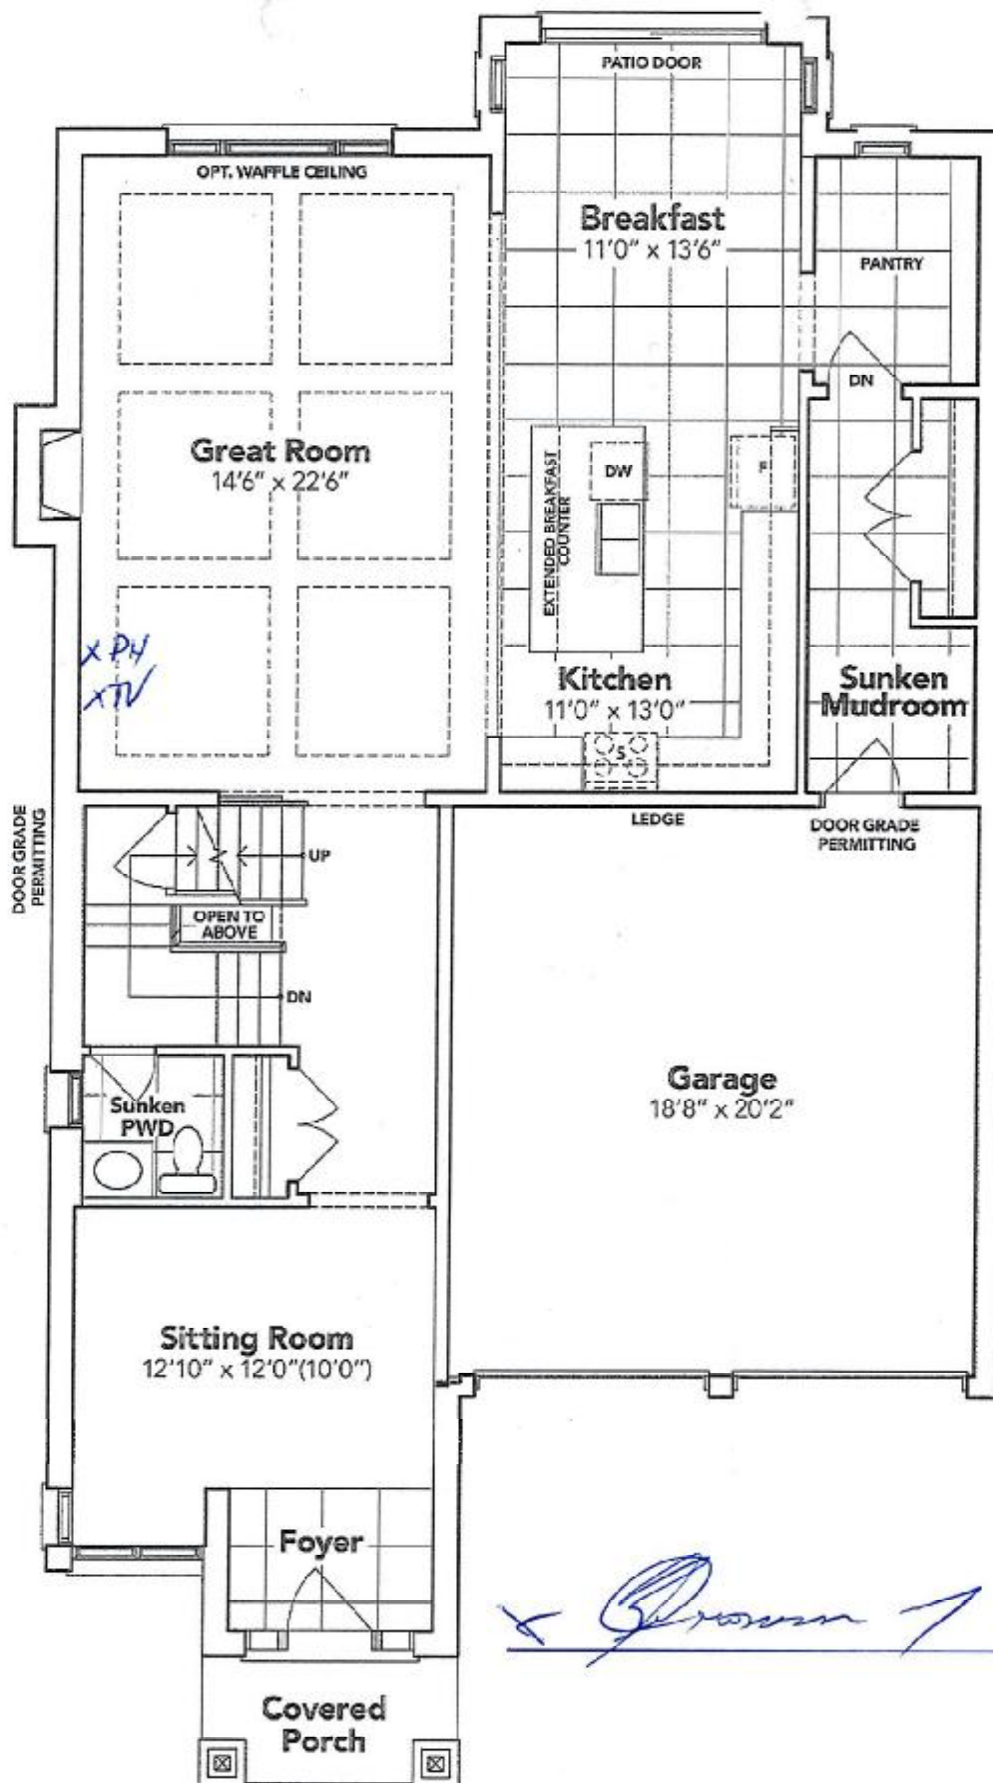 PATIO DOOR
OPT. WAFFLE CEILING
Breakfast
11'0" x 13'6"
PANTRY
DN
Great Room
14'6" x 22'6"
EXTENDED BREAKFAST
COUNTER
DW
F
X PH
X TV
Kitchen
11'0" x 13'0"
S
Sunken
Mudroom
LEDGE
DOOR GRADE
PERMITTING
DOOR GRADE
PERMITTING
UP
OPEN TO
ABOVE
DN
Sunken
PWD
Garage
18'8" x 20'2"
Sitting Room
12'10" x 12'0"(10'0")
Foyer
X
Covered
Porch